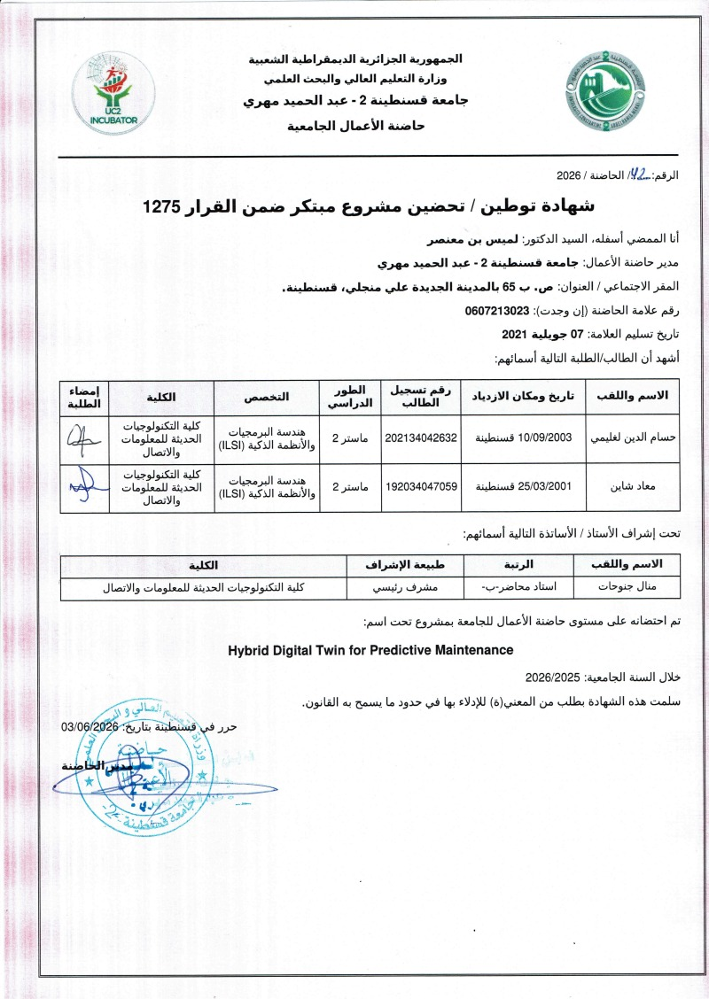 الجمهورية الجزائرية الديمقراطية الشعبية
وزارة التعليم العالي والبحث العلمي
جامعة قسنطينة 2 - عبد الحميد مهري
حاضنة الأعمال الجامعية
UC2
INCUBATOR
الرقم: 42/ الحاضنة / 2026
شهادة توطين / تحضين مشروع مبتكر ضمن القرار 1275
أنا الممضي أسفله، السيد الدكتور: لميس بن معنصر
مدير حاضنة الأعمال: جامعة قسنطينة 2 - عبد الحميد مهري
المقر الاجتماعي / العنوان: ص. ب 65 بالمدينة الجديدة علي منجلي، قسنطينة.
رقم علامة الحاضنة (إن وجدت): 0607213023
تاريخ تسليم العلامة: 07 جويلية 2021
أشهد أن الطالب/الطلبة التالية أسمائهم:
الاسم واللقب تاريخ ومكان الازدياد رقم تسجيل الطالب الطور الدراسي التخصص الكلية إمضاء الطلبة
حسام الدين لغليمي 10/09/2003 قسنطينة 202134042632 ماستر 2 هندسة البرمجيات والأنظمة الذكية (ILSI) كلية التكنولوجيات الحديثة للمعلومات والاتصال
معاد شاين 25/03/2001 قسنطينة 192034047059 ماستر 2 هندسة البرمجيات والأنظمة الذكية (ILSI) كلية التكنولوجيات الحديثة للمعلومات والاتصال
تحت إشراف الأستاذ / الأساتذة التالية أسمائهم:
الاسم واللقب الرتبة طبيعة الإشراف الكلية
منال جنوحات استاد محاضر-ب- مشرف رئيسي كلية التكنولوجيات الحديثة للمعلومات والاتصال
تم احتضانه على مستوى حاضنة الأعمال للجامعة بمشروع تحت اسم:
Hybrid Digital Twin for Predictive Maintenance
خلال السنة الجامعية: 2026/2025
سلمت هذه الشهادة بطلب من المعني(ة) للإدلاء بها في حدود ما يسمح به القانون.
حرر في قسنطينة بتاريخ: 03/06/2026
مدير الحاضنة
وزارة التعليم العالي و البحث العلمي
حاضنة
الأعمال
جامعة قسنطينة -2-